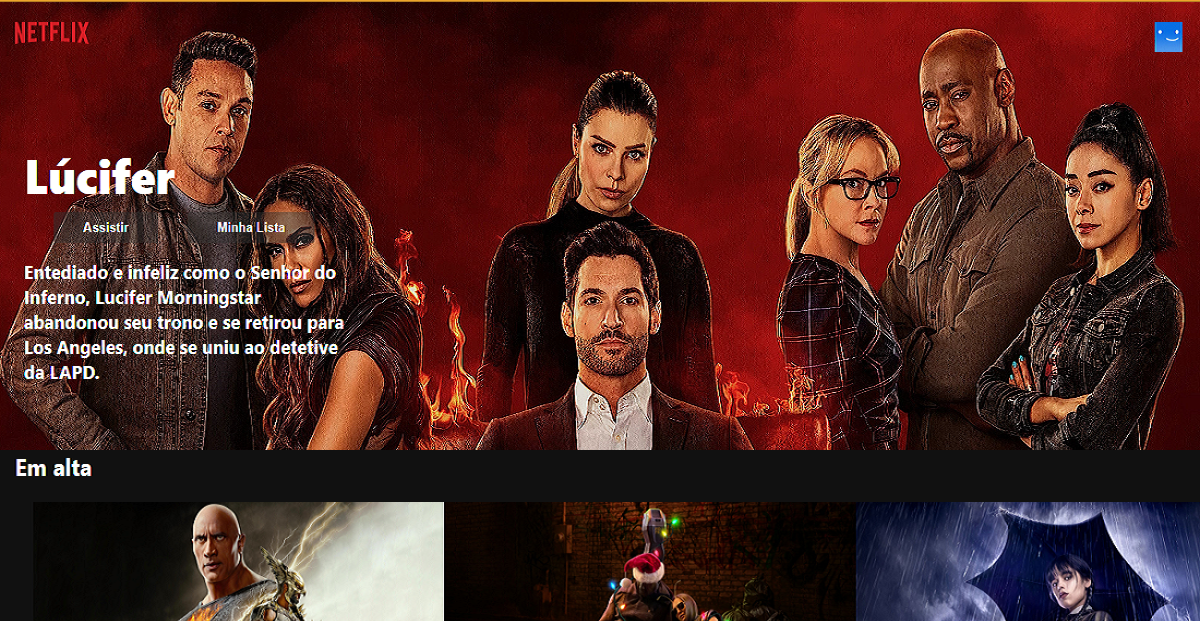 NETFLIX
Lúcifer
Assistir
Minha Lista
Entediado e infeliz como o Senhor do
Inferno, Lucifer Morningstar
abandonou seu trono e se retirou para
Los Angeles, onde se uniu ao detetive
da LAPD.
Em alta